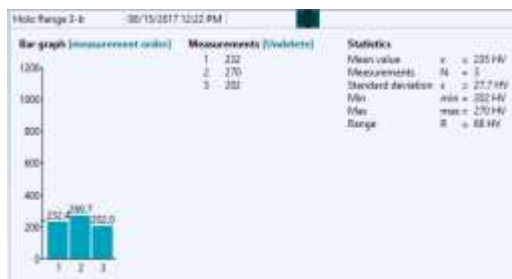 Holic Range 2-b 08/15/2017 12:22 PM
Bar graph (measurement order)
1200
1000
800
600
400
200
0
232.4 269.7 202.0
1 2 3
Measurements (Undelete)
1 232
2 270
3 202
Statistics
Mean value x = 235 HV
Measurements N = 3
Standard deviation s = 27.7 HV
Min min = 202 HV
Max max = 270 HV
Range R = 68 HV